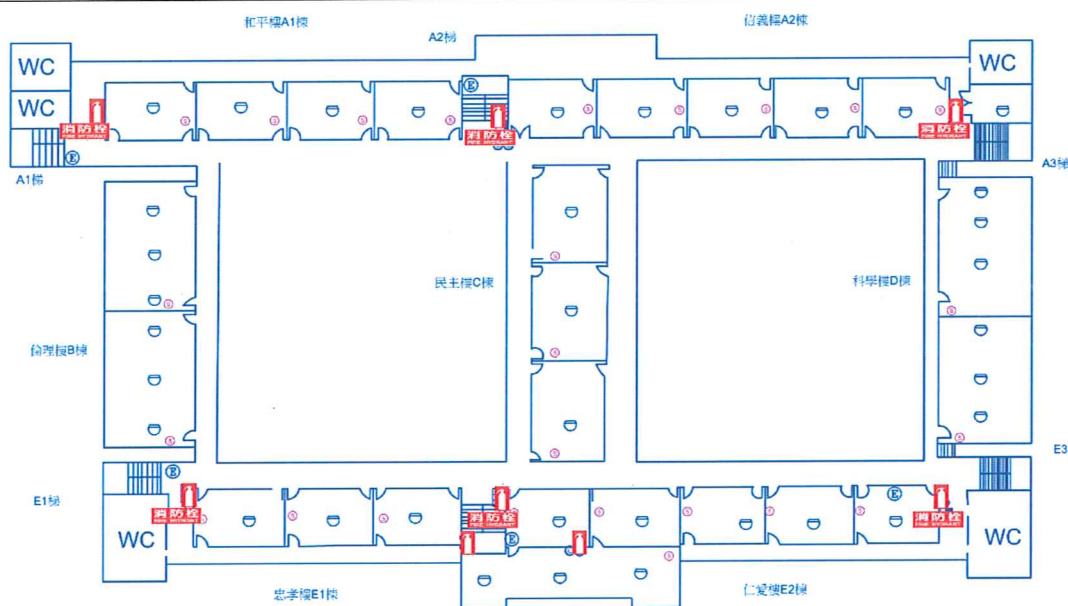 和平樓A1棟
信義樓A2棟
A2梯
WC
WC
WC
E
消防栓
FIRE HYDRANT
消防栓
FIRE HYDRANT
消防栓
FIRE HYDRANT
E
A1梯
A3梯
民主樓C棟
科學樓D棟
倫理樓B棟
E3
E
E1梯
E
消防栓
FIRE HYDRANT
消防栓
FIRE HYDRANT
消防栓
FIRE HYDRANT
WC
E
WC
忠孝樓E1棟
仁愛樓E2棟